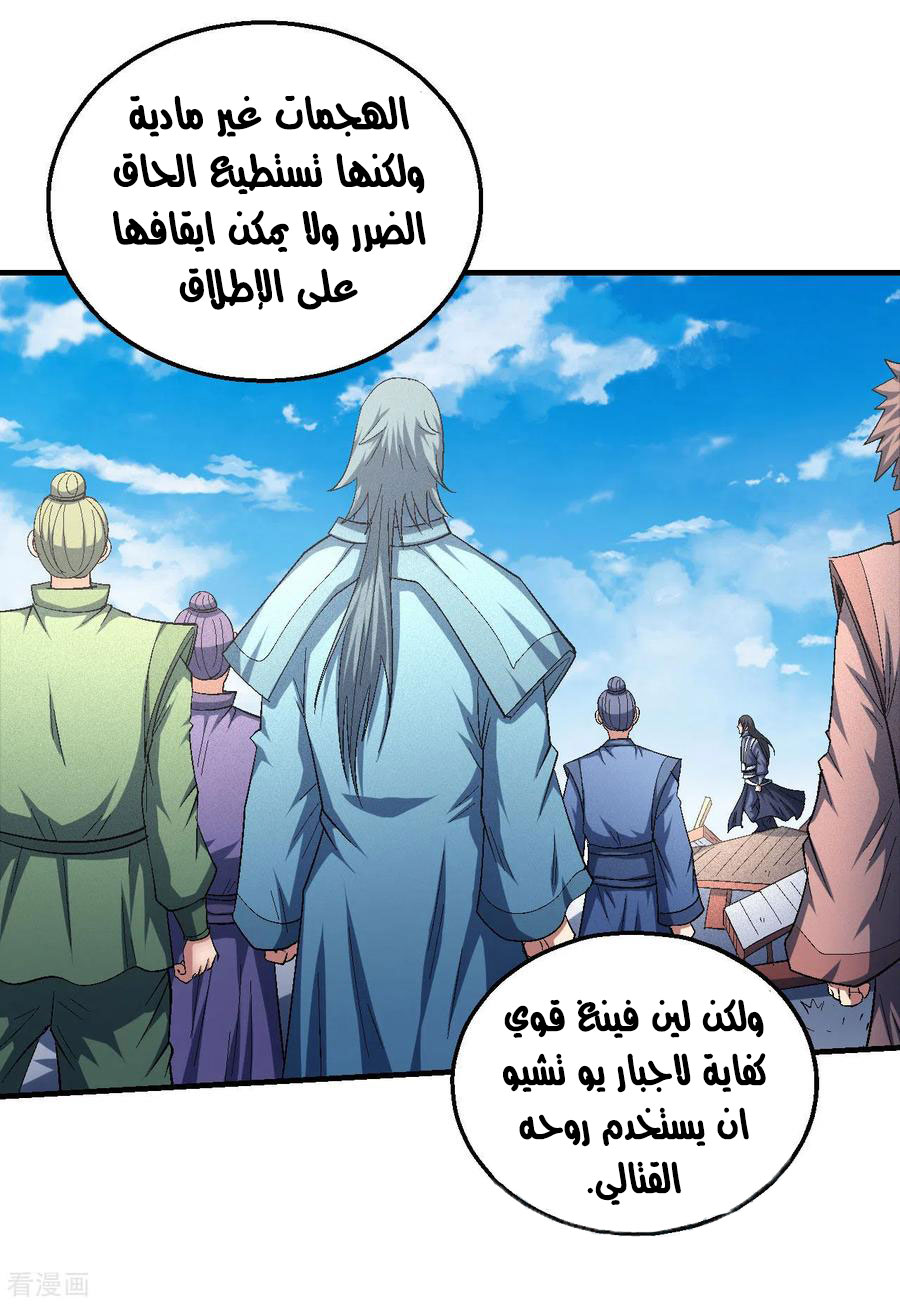 الهجمات غير مادية
ولكنها تستطيع الحاق
الضرر ولا يمكن ايقافها
على الإطلاق
ولكن لين فينغ قوي
كفاية لاجبار يو تشيو
ان يستخدم روحه
القتالي.
看漫画